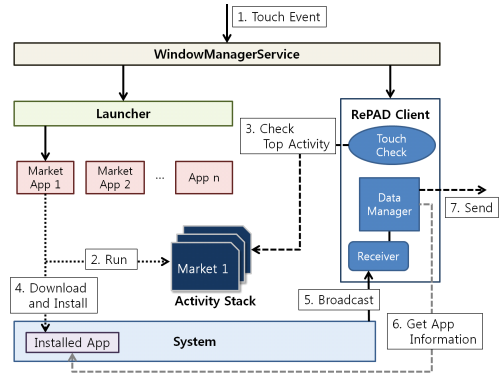 1. Touch Event
WindowManagerService
Launcher
RePAD Client
3. Check
Top Activity
Touch
Check
Market
App 1
Market
App 2
...
App n
Data
Manager
7. Send
2. Run
Market 1
Receiver
4. Download
and Install
Activity Stack
5. Broadcast
6. Get App
Information
Installed App
System